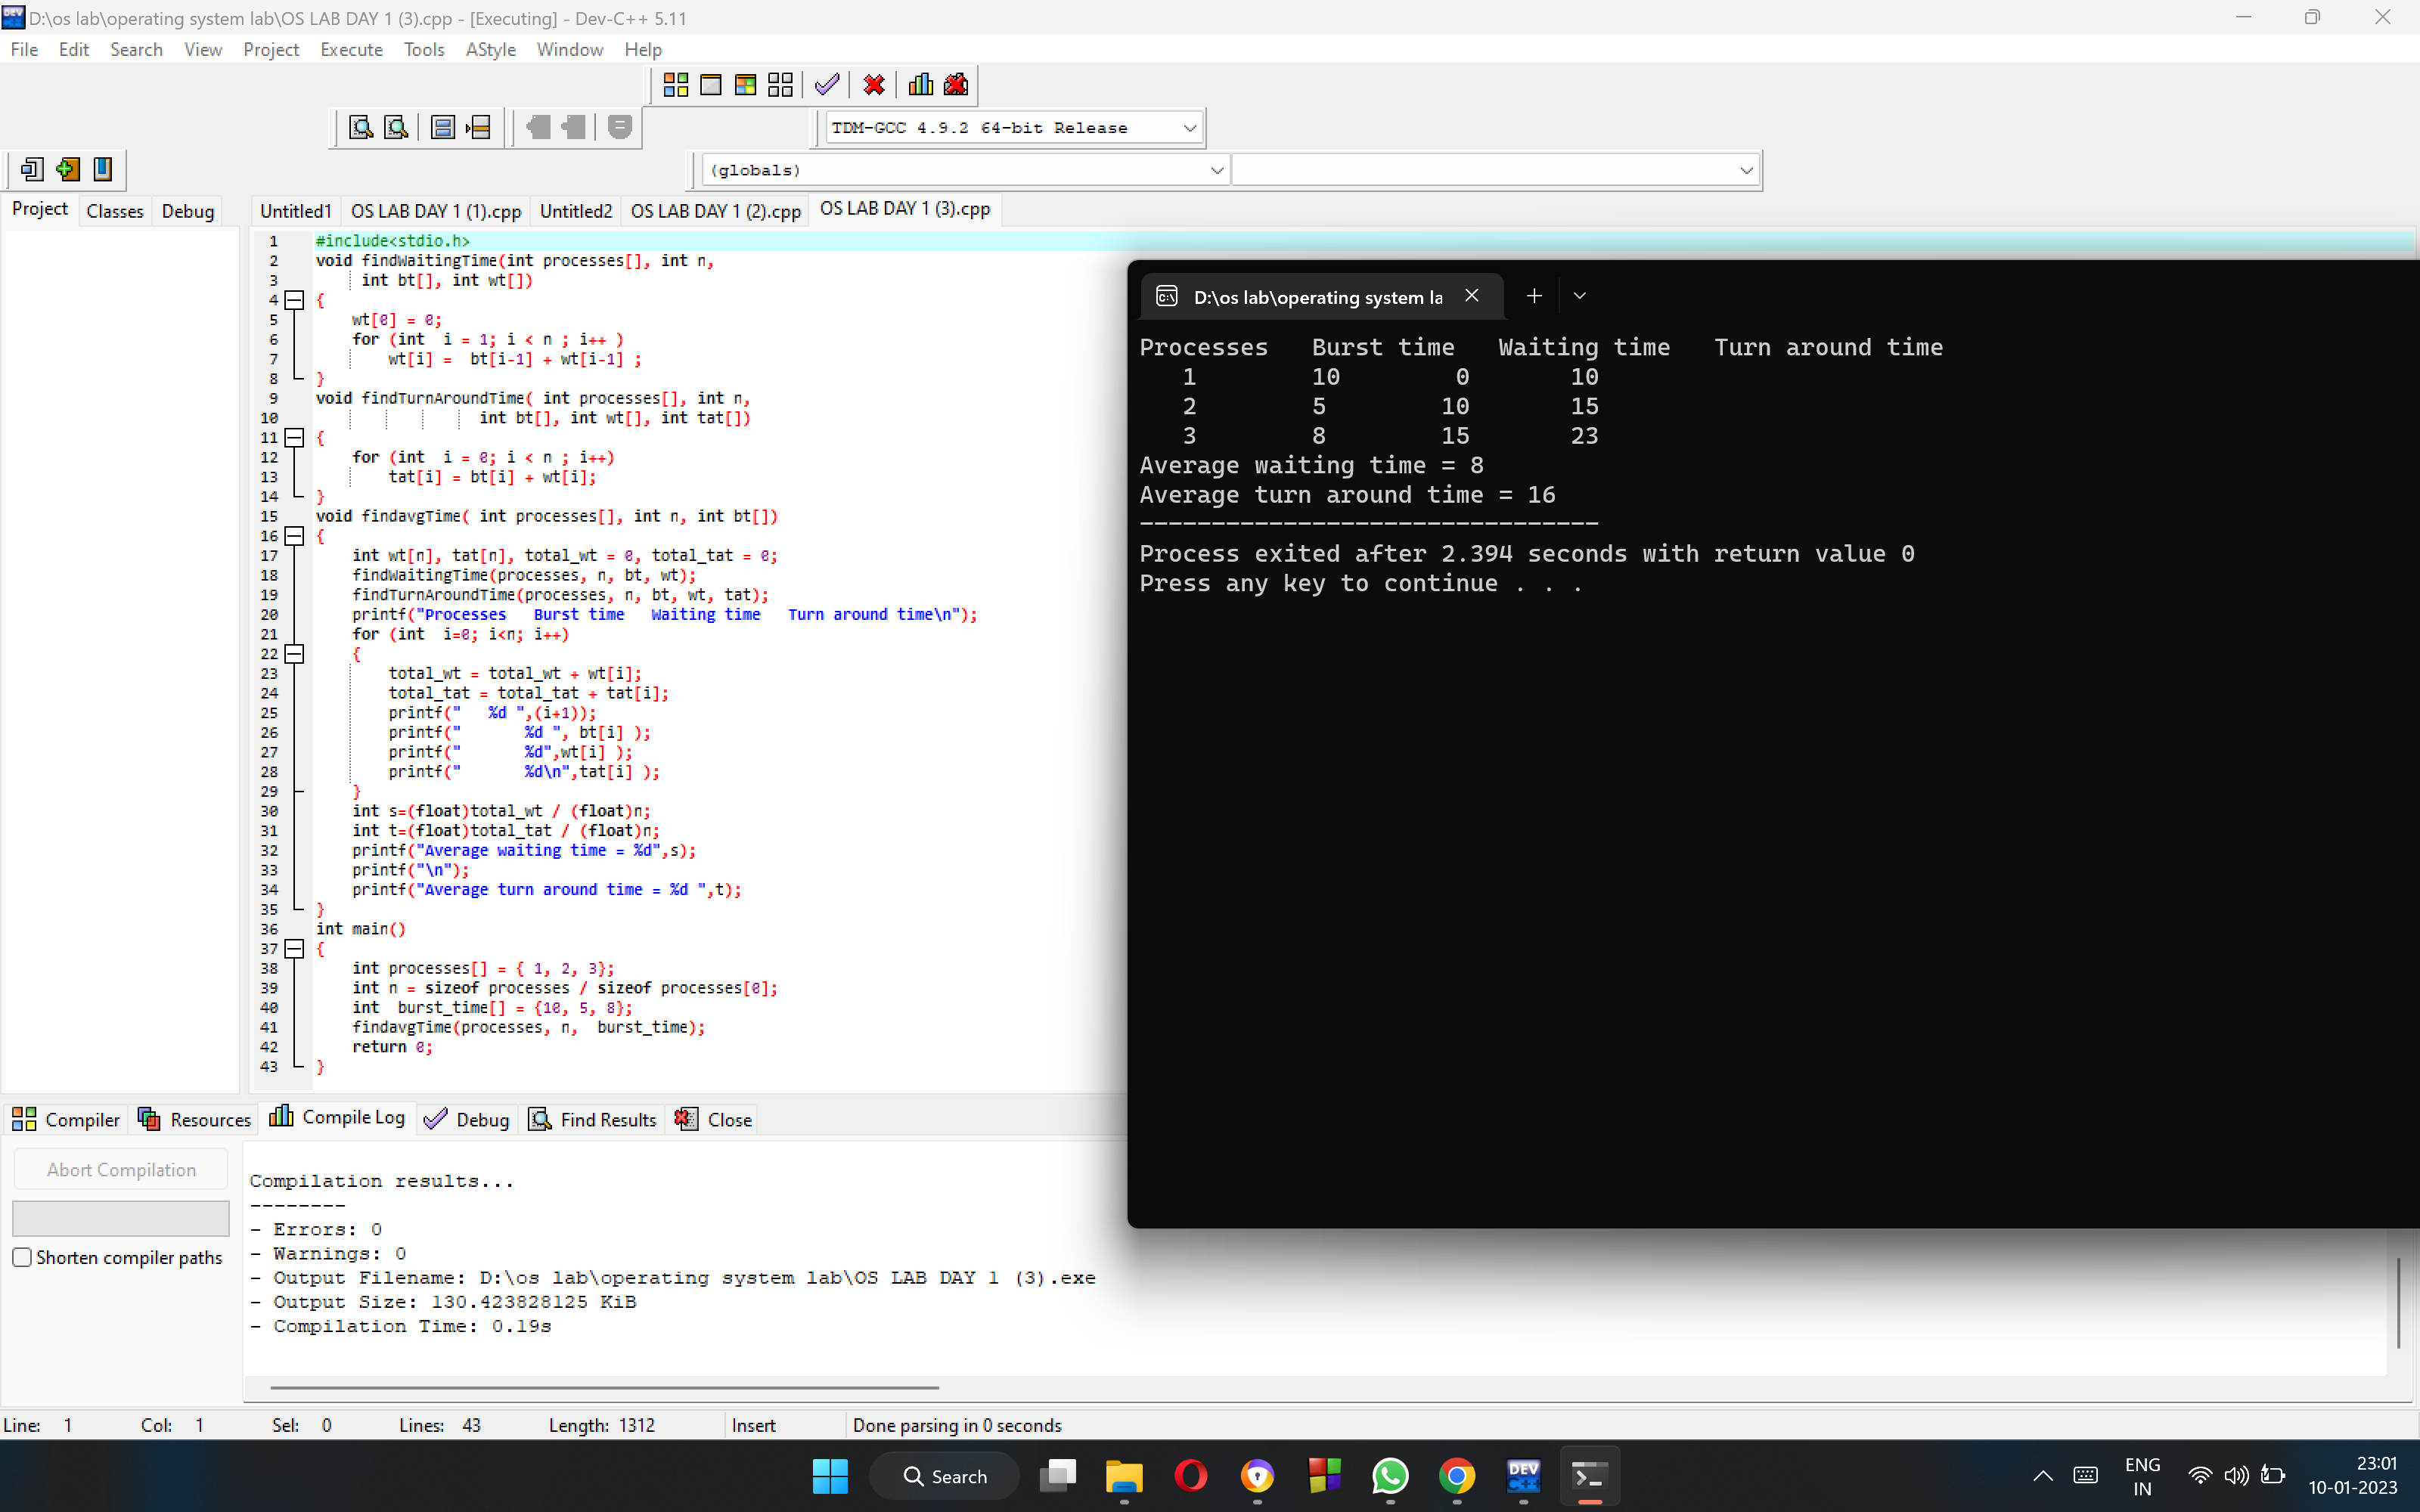 D:\os lab\operating system lab\OS LAB DAY 1 (3).cpp - [Executing] - Dev-C++ 5.11
File Edit Search View Project Execute Tools AStyle Window Help
TDM-GCC 4.9.2 64-bit Release
(globals)
Project Classes Debug
Untitled1 OS LAB DAY 1 (1).cpp Untitled2 OS LAB DAY 1 (2).cpp OS LAB DAY 1 (3).cpp
1 #include<stdio.h>
2 void findWaitingTime(int processes[], int n,
3 int bt[], int wt[])
4 {
5 wt[0] = 0;
6 for (int  i = 1; i < n ; i++ )
7 wt[i] =  bt[i-1] + wt[i-1] ;
8 }
9 void findTurnAroundTime( int processes[], int n,
10 int bt[], int wt[], int tat[])
11 {
12 for (int  i = 0; i < n ; i++)
13 tat[i] = bt[i] + wt[i];
14 }
15 void findavgTime( int processes[], int n, int bt[])
16 {
17 int wt[n], tat[n], total_wt = 0, total_tat = 0;
18 findWaitingTime(processes, n, bt, wt);
19 findTurnAroundTime(processes, n, bt, wt, tat);
20 printf("Processes   Burst time   Waiting time   Turn around time\n");
21 for (int  i=0; i<n; i++)
22 {
23 total_wt = total_wt + wt[i];
24 total_tat = total_tat + tat[i];
25 printf("   %d ",(i+1));
26 printf("       %d ", bt[i] );
27 printf("       %d",wt[i] );
28 printf("       %d\n",tat[i] );
29 }
30 int s=(float)total_wt / (float)n;
31 int t=(float)total_tat / (float)n;
32 printf("Average waiting time = %d",s);
33 printf("\n");
34 printf("Average turn around time = %d ",t);
35 }
36 int main()
37 {
38 int processes[] = { 1, 2, 3};
39 int n = sizeof processes / sizeof processes[0];
40 int  burst_time[] = {10, 5, 8};
41 findavgTime(processes, n,  burst_time);
42 return 0;
43 }
D:\os lab\operating system la
Processes   Burst time   Waiting time   Turn around time
1 10 0 10
2 5 10 15
3 8 15 23
Average waiting time = 8
Average turn around time = 16
--------------------------------
Process exited after 2.394 seconds with return value 0
Press any key to continue . . .
Compiler Resources Compile Log Debug Find Results Close
Abort Compilation
Shorten compiler paths
Compilation results...
--------
- Errors: 0
- Warnings: 0
- Output Filename: D:\os lab\operating system lab\OS LAB DAY 1 (3).exe
- Output Size: 130.423828125 KiB
- Compilation Time: 0.19s
Line: 1 Col: 1 Sel: 0 Lines: 43 Length: 1312 Insert Done parsing in 0 seconds
Search
DEV C++
ENG
IN
23:01
10-01-2023